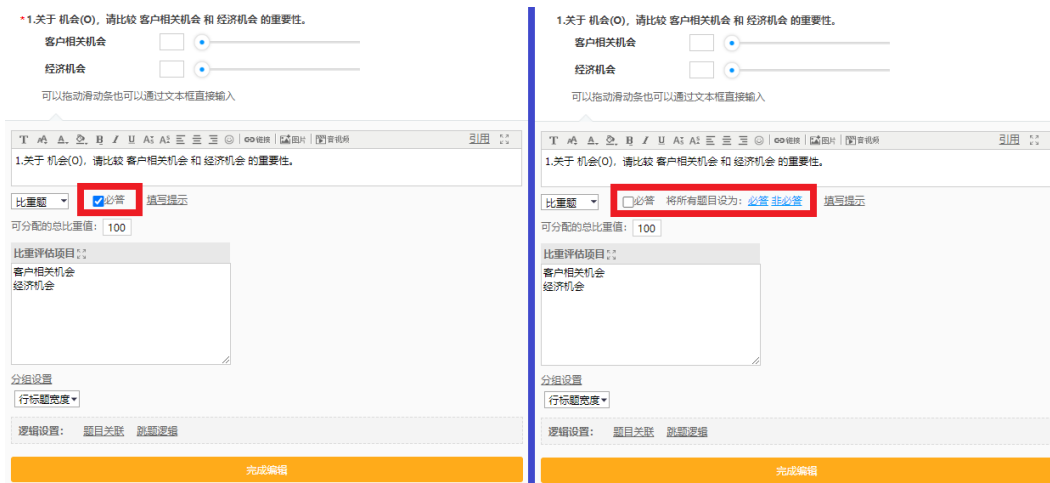 *1.关于 机会(O)，请比较 客户相关机会 和 经济机会 的重要性。
客户相关机会
经济机会
可以拖动滑动条也可以通过文本框直接输入
链接 图片 音视频 引用
1.关于 机会(O)，请比较 客户相关机会 和 经济机会 的重要性。
比重题 必答 填写提示
可分配的总比重值： 100
比重评估项目
客户相关机会
经济机会
分组设置
行标题宽度
逻辑设置： 题目关联 跳题逻辑
完成编辑
1.关于 机会(O)，请比较 客户相关机会 和 经济机会 的重要性。
客户相关机会
经济机会
可以拖动滑动条也可以通过文本框直接输入
链接 图片 音视频 引用
1.关于 机会(O)，请比较 客户相关机会 和 经济机会 的重要性。
比重题 必答 将所有题目设为： 必答 非必答 填写提示
可分配的总比重值： 100
比重评估项目
客户相关机会
经济机会
分组设置
行标题宽度
逻辑设置： 题目关联 跳题逻辑
完成编辑